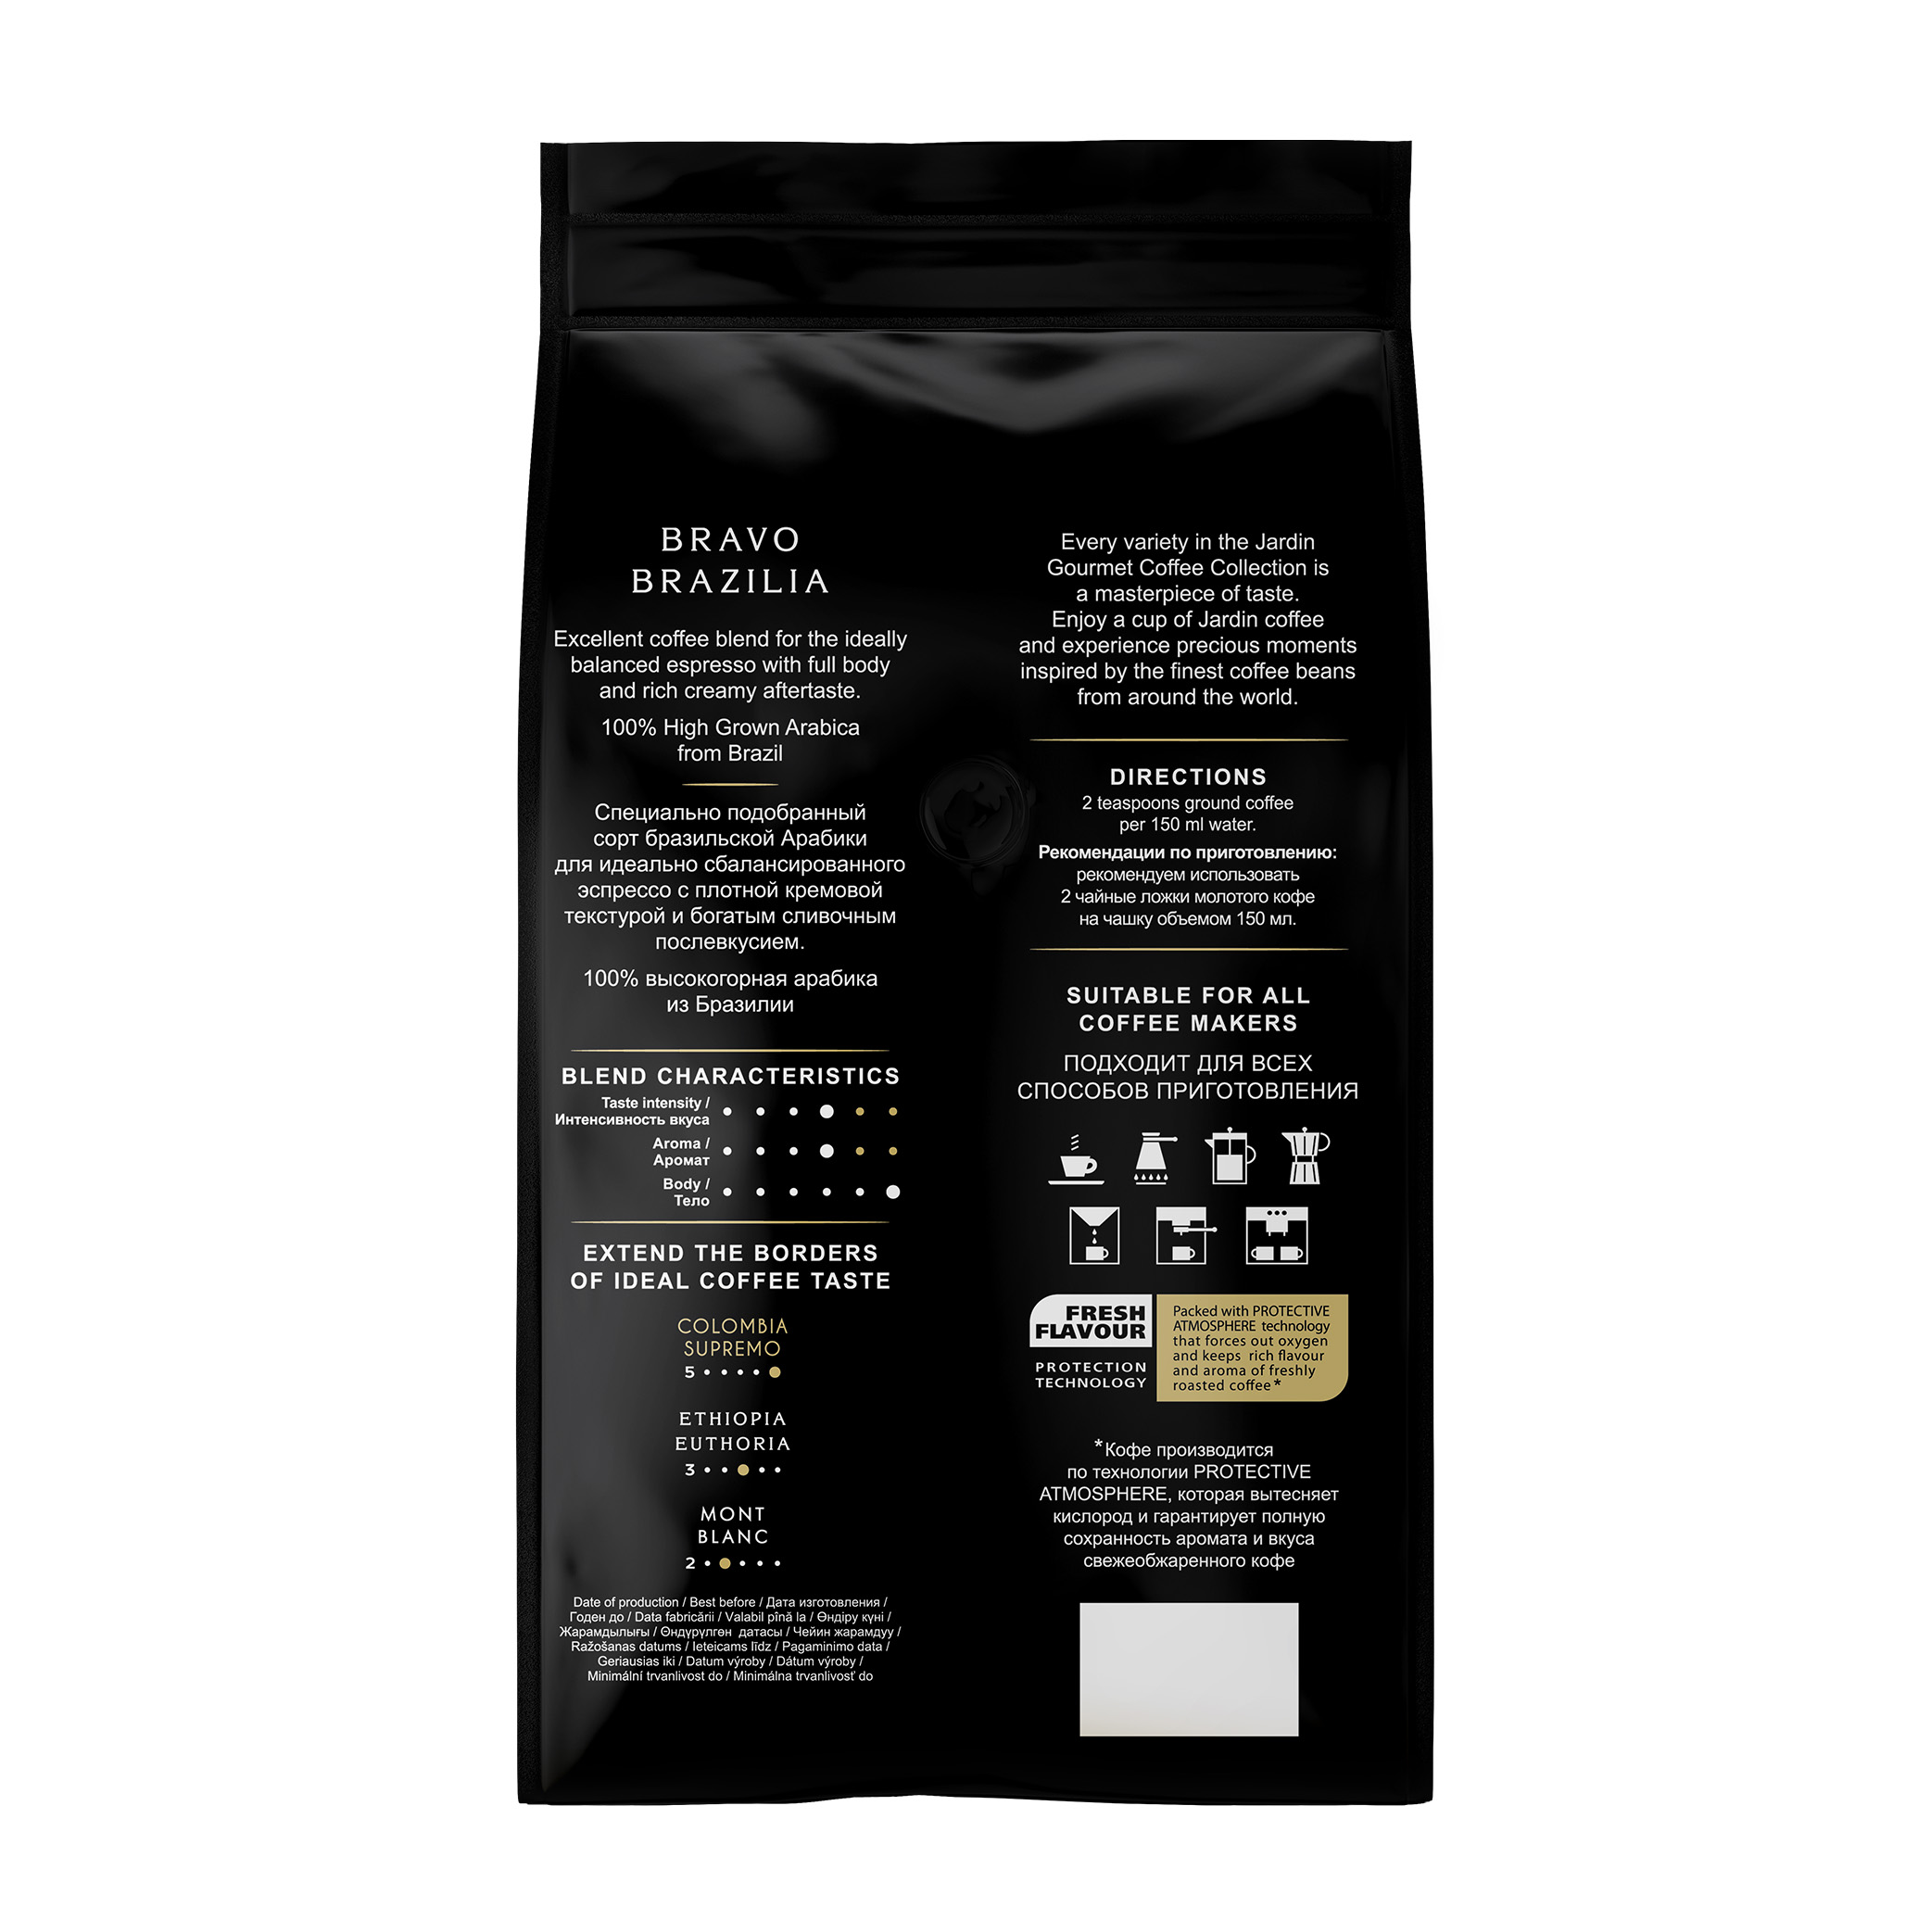 BRAVO
BRAZILIA
Excellent coffee blend for the ideally
balanced espresso with full body
and rich creamy aftertaste.
100% High Grown Arabica
from Brazil
Специально подобранный
сорт бразильской Арабики
для идеально сбалансированного
эспрессо с плотной кремовой
текстурой и богатым сливочным
послевкусием.
100% высокогорная арабика
из Бразилии
BLEND CHARACTERISTICS
Taste intensity /
Интенсивность вкуса
Aroma /
Аромат
Body /
Тело
EXTEND THE BORDERS
OF IDEAL COFFEE TASTE
COLOMBIA
SUPREMO
5
ETHIOPIA
EUTHORIA
3
MONT
BLANC
2
Date of production / Best before / Дата изготовления /
Годен до / Data fabricării / Valabil pînă la / Өндіру күні /
Жарамдылығы / Өндүрүлгөн датасы / Чейин жарамдуу /
Ražošanas datums / Ieteicams līdz / Pagaminimo data /
Geriausias iki / Datum výroby / Dátum výroby /
Minimální trvanlivost do / Minimálna trvanlivosť do
Every variety in the Jardin
Gourmet Coffee Collection is
a masterpiece of taste.
Enjoy a cup of Jardin coffee
and experience precious moments
inspired by the finest coffee beans
from around the world.
DIRECTIONS
2 teaspoons ground coffee
per 150 ml water.
Рекомендации по приготовлению:
рекомендуем использовать
2 чайные ложки молотого кофе
на чашку объемом 150 мл.
SUITABLE FOR ALL
COFFEE MAKERS
ПОДХОДИТ ДЛЯ ВСЕХ
СПОСОБОВ ПРИГОТОВЛЕНИЯ
FRESH
FLAVOUR
PROTECTION
TECHNOLOGY
Packed with PROTECTIVE
ATMOSPHERE technology
that forces out oxygen
and keeps rich flavour
and aroma of freshly
roasted coffee*
*Кофе производится
по технологии PROTECTIVE
ATMOSPHERE, которая вытесняет
кислород и гарантирует полную
сохранность аромата и вкуса
свежеобжаренного кофе